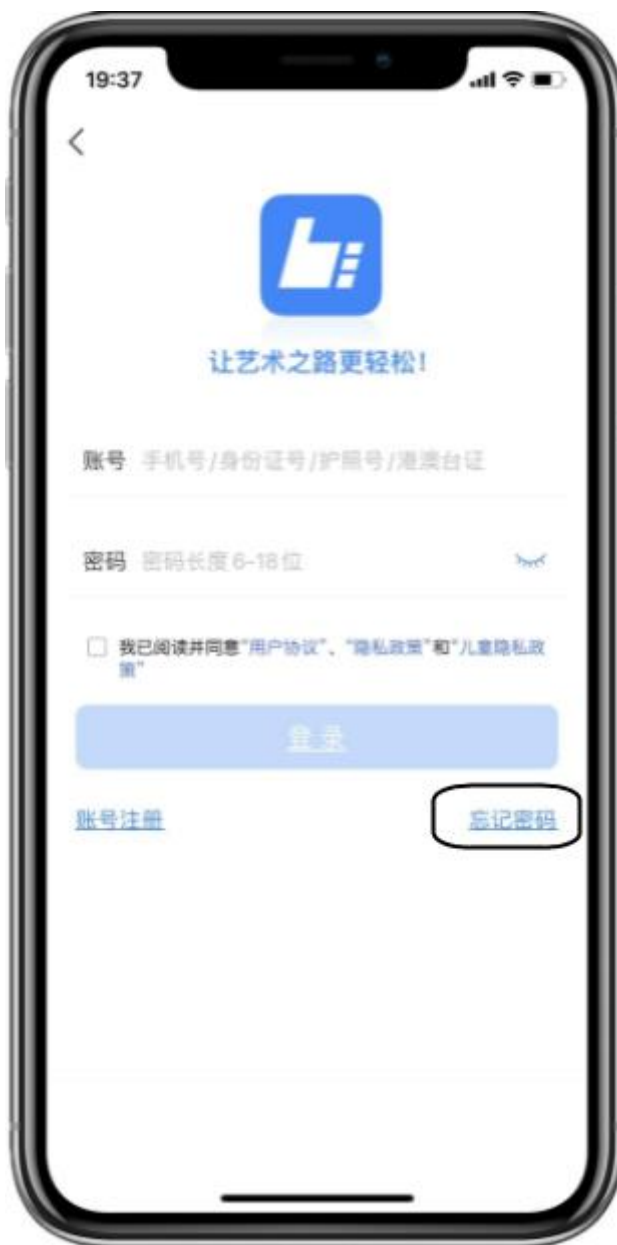 19:37
让艺术之路更轻松！
账号 手机号/身份证号/护照号/港澳台证
密码 密码长度6-18位
我已阅读并同意“用户协议”、“隐私政策”和“儿童隐私政
策”
登录
账号注册 忘记密码